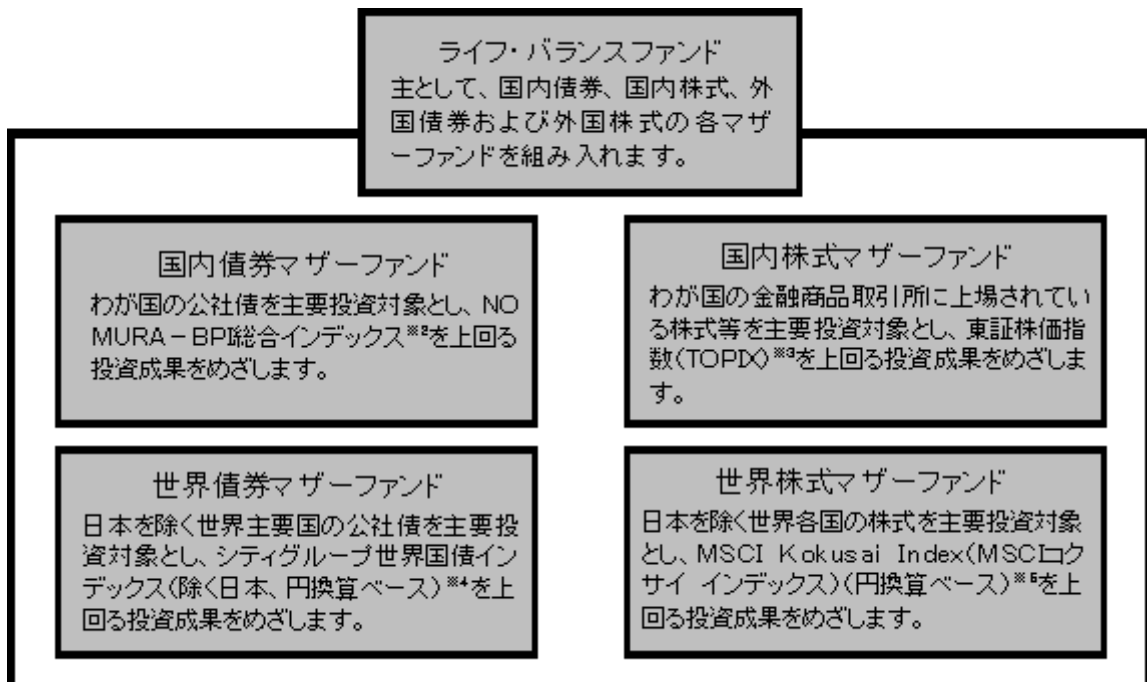 ライフ・バランスファンド
主として、国内債券、国内株式、外
国債券および外国株式の各マザ
ーファンドを組み入れます。
国内債券マザーファンド
わが国の公社債を主要投資対象とし、NO
MURA－BPI総合インデックス※2を上回る
投資成果をめざします。
国内株式マザーファンド
わが国の金融商品取引所に上場されてい
る株式等を主要投資対象とし、東証株価指
数(TOPIX)※3を上回る投資成果をめざしま
す。
世界債券マザーファンド
日本を除く世界主要国の公社債を主要投
資対象とし、シティグループ世界国債イン
デックス(除く日本、円換算ベース)※4を上
回る投資成果をめざします。
世界株式マザーファンド
日本を除く世界各国の株式を主要投資対象
とし、MSCI Kokusai Index(MSCIコク
サイ インデックス)(円換算ベース)※5を上
回る投資成果をめざします。